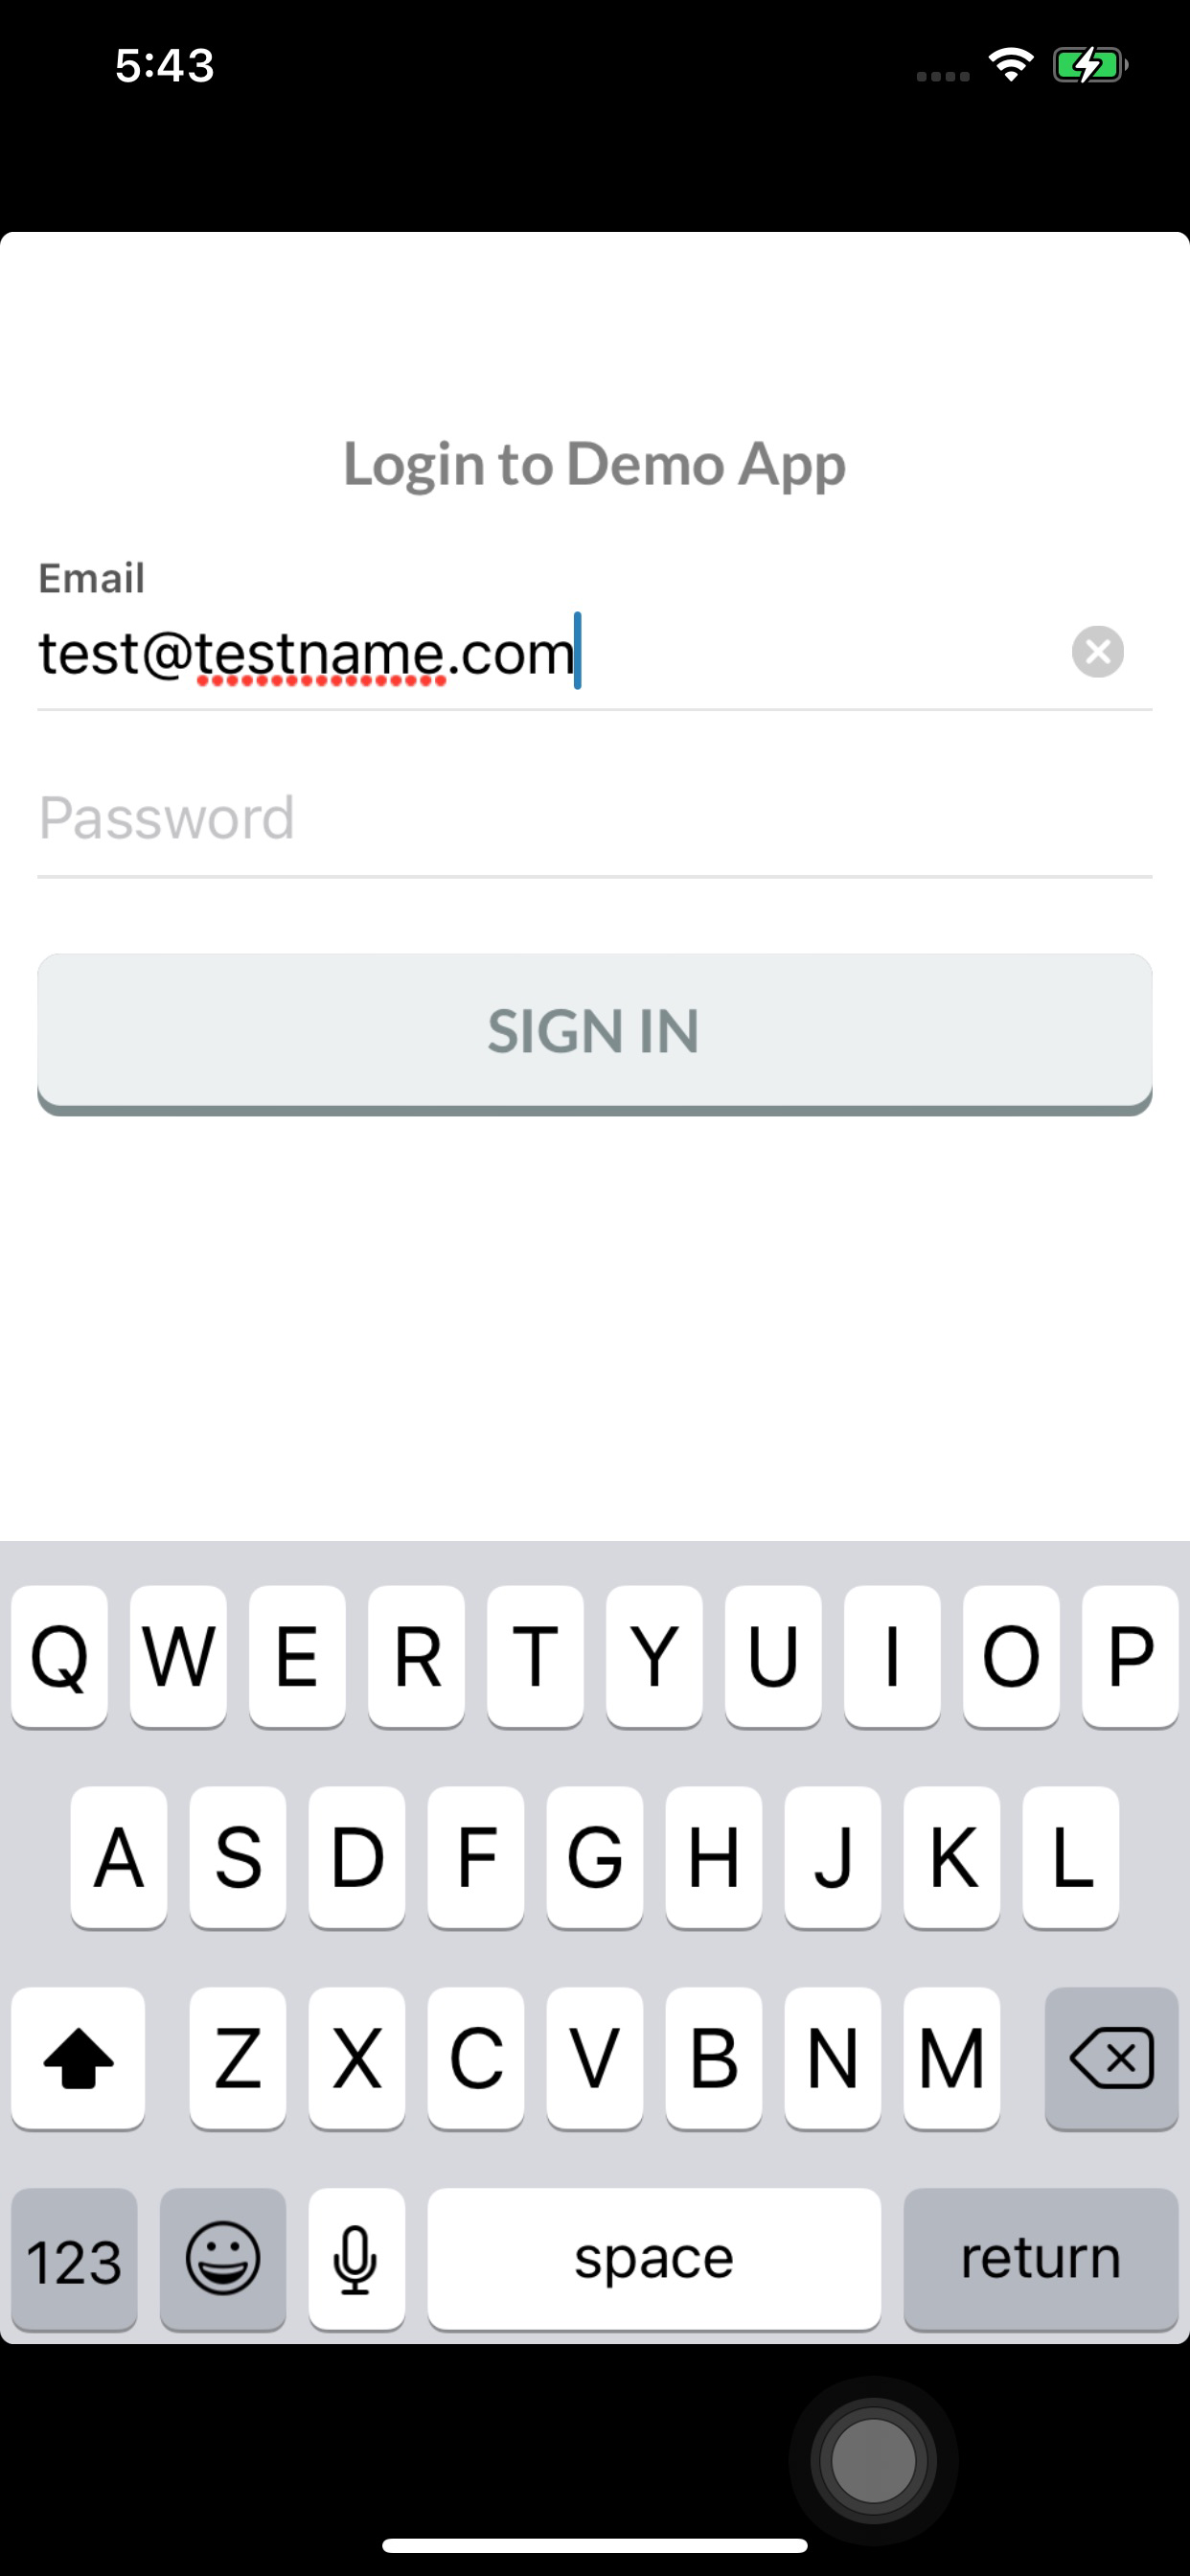 5:43
Login to Demo App
Email
test@testname.com
Password
SIGN IN
Q W E R T Y U I O P
A S D F G H J K L
Z X C V B N M
123 space return